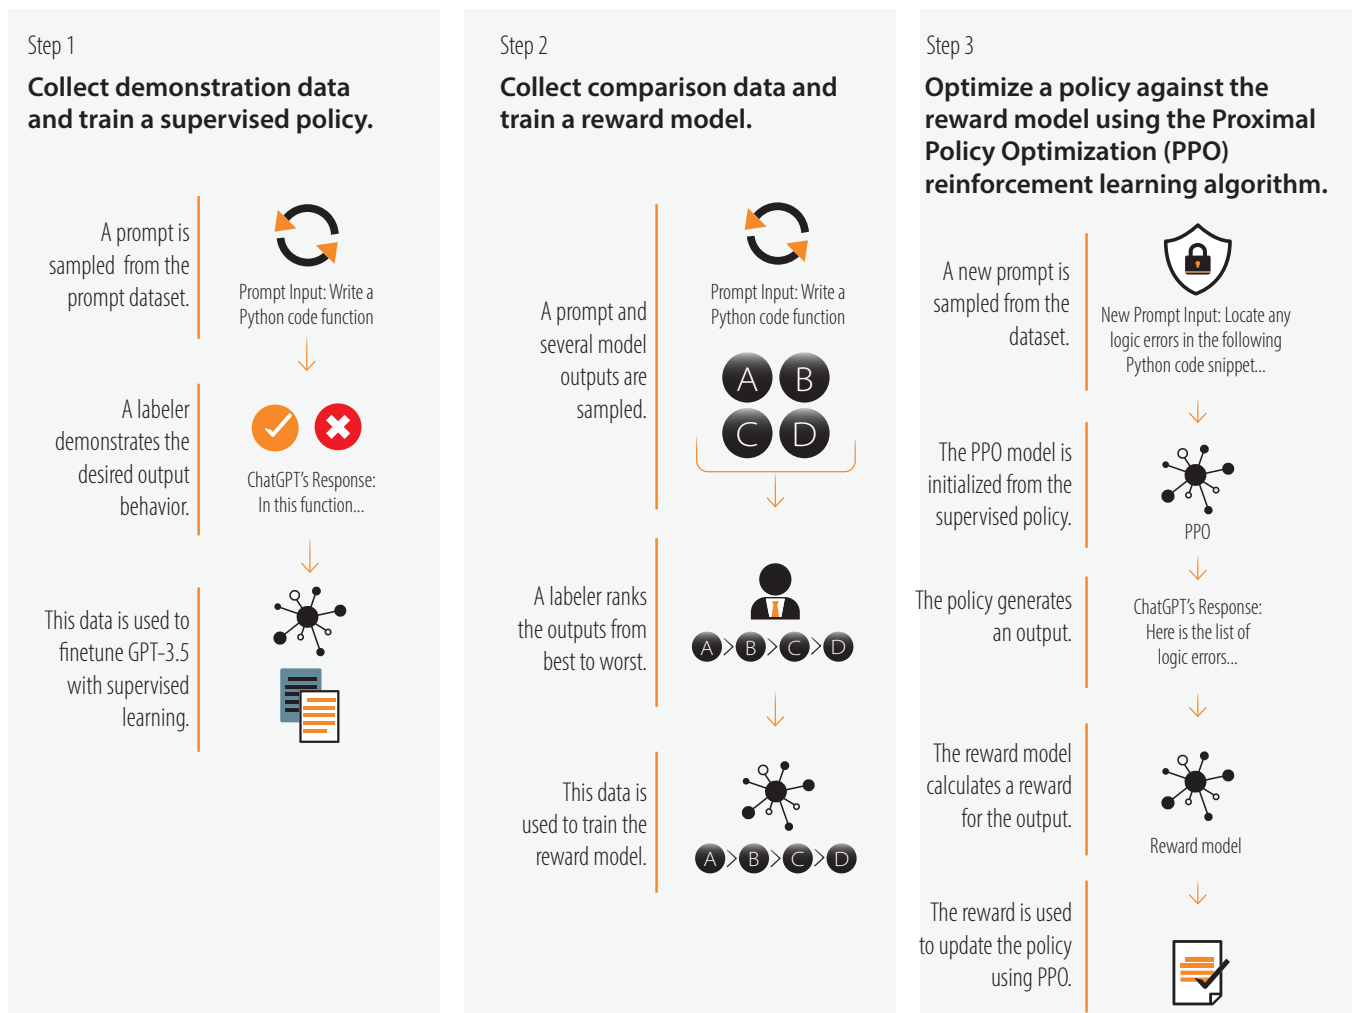 Step 1
Collect demonstration data
and train a supervised policy.
A prompt is
sampled from the
prompt dataset.
Prompt Input: Write a
Python code function
A labeler
demonstrates the
desired output
behavior.
ChatGPT's Response:
In this function...
This data is used to
finetune GPT-3.5
with supervised
learning.
Step 2
Collect comparison data and
train a reward model.
A prompt and
several model
outputs are
sampled.
Prompt Input: Write a
Python code function
A B
C D
A labeler ranks
the outputs from
best to worst.
A > B > C > D
This data is
used to train the
reward model.
A > B > C > D
Step 3
Optimize a policy against the
reward model using the Proximal
Policy Optimization (PPO)
reinforcement learning algorithm.
A new prompt is
sampled from the
dataset.
New Prompt Input: Locate any
logic errors in the following
Python code snippet...
The PPO model is
initialized from the
supervised policy.
PPO
The policy generates
an output.
ChatGPT's Response:
Here is the list of
logic errors...
The reward model
calculates a reward
for the output.
Reward model
The reward is used
to update the policy
using PPO.